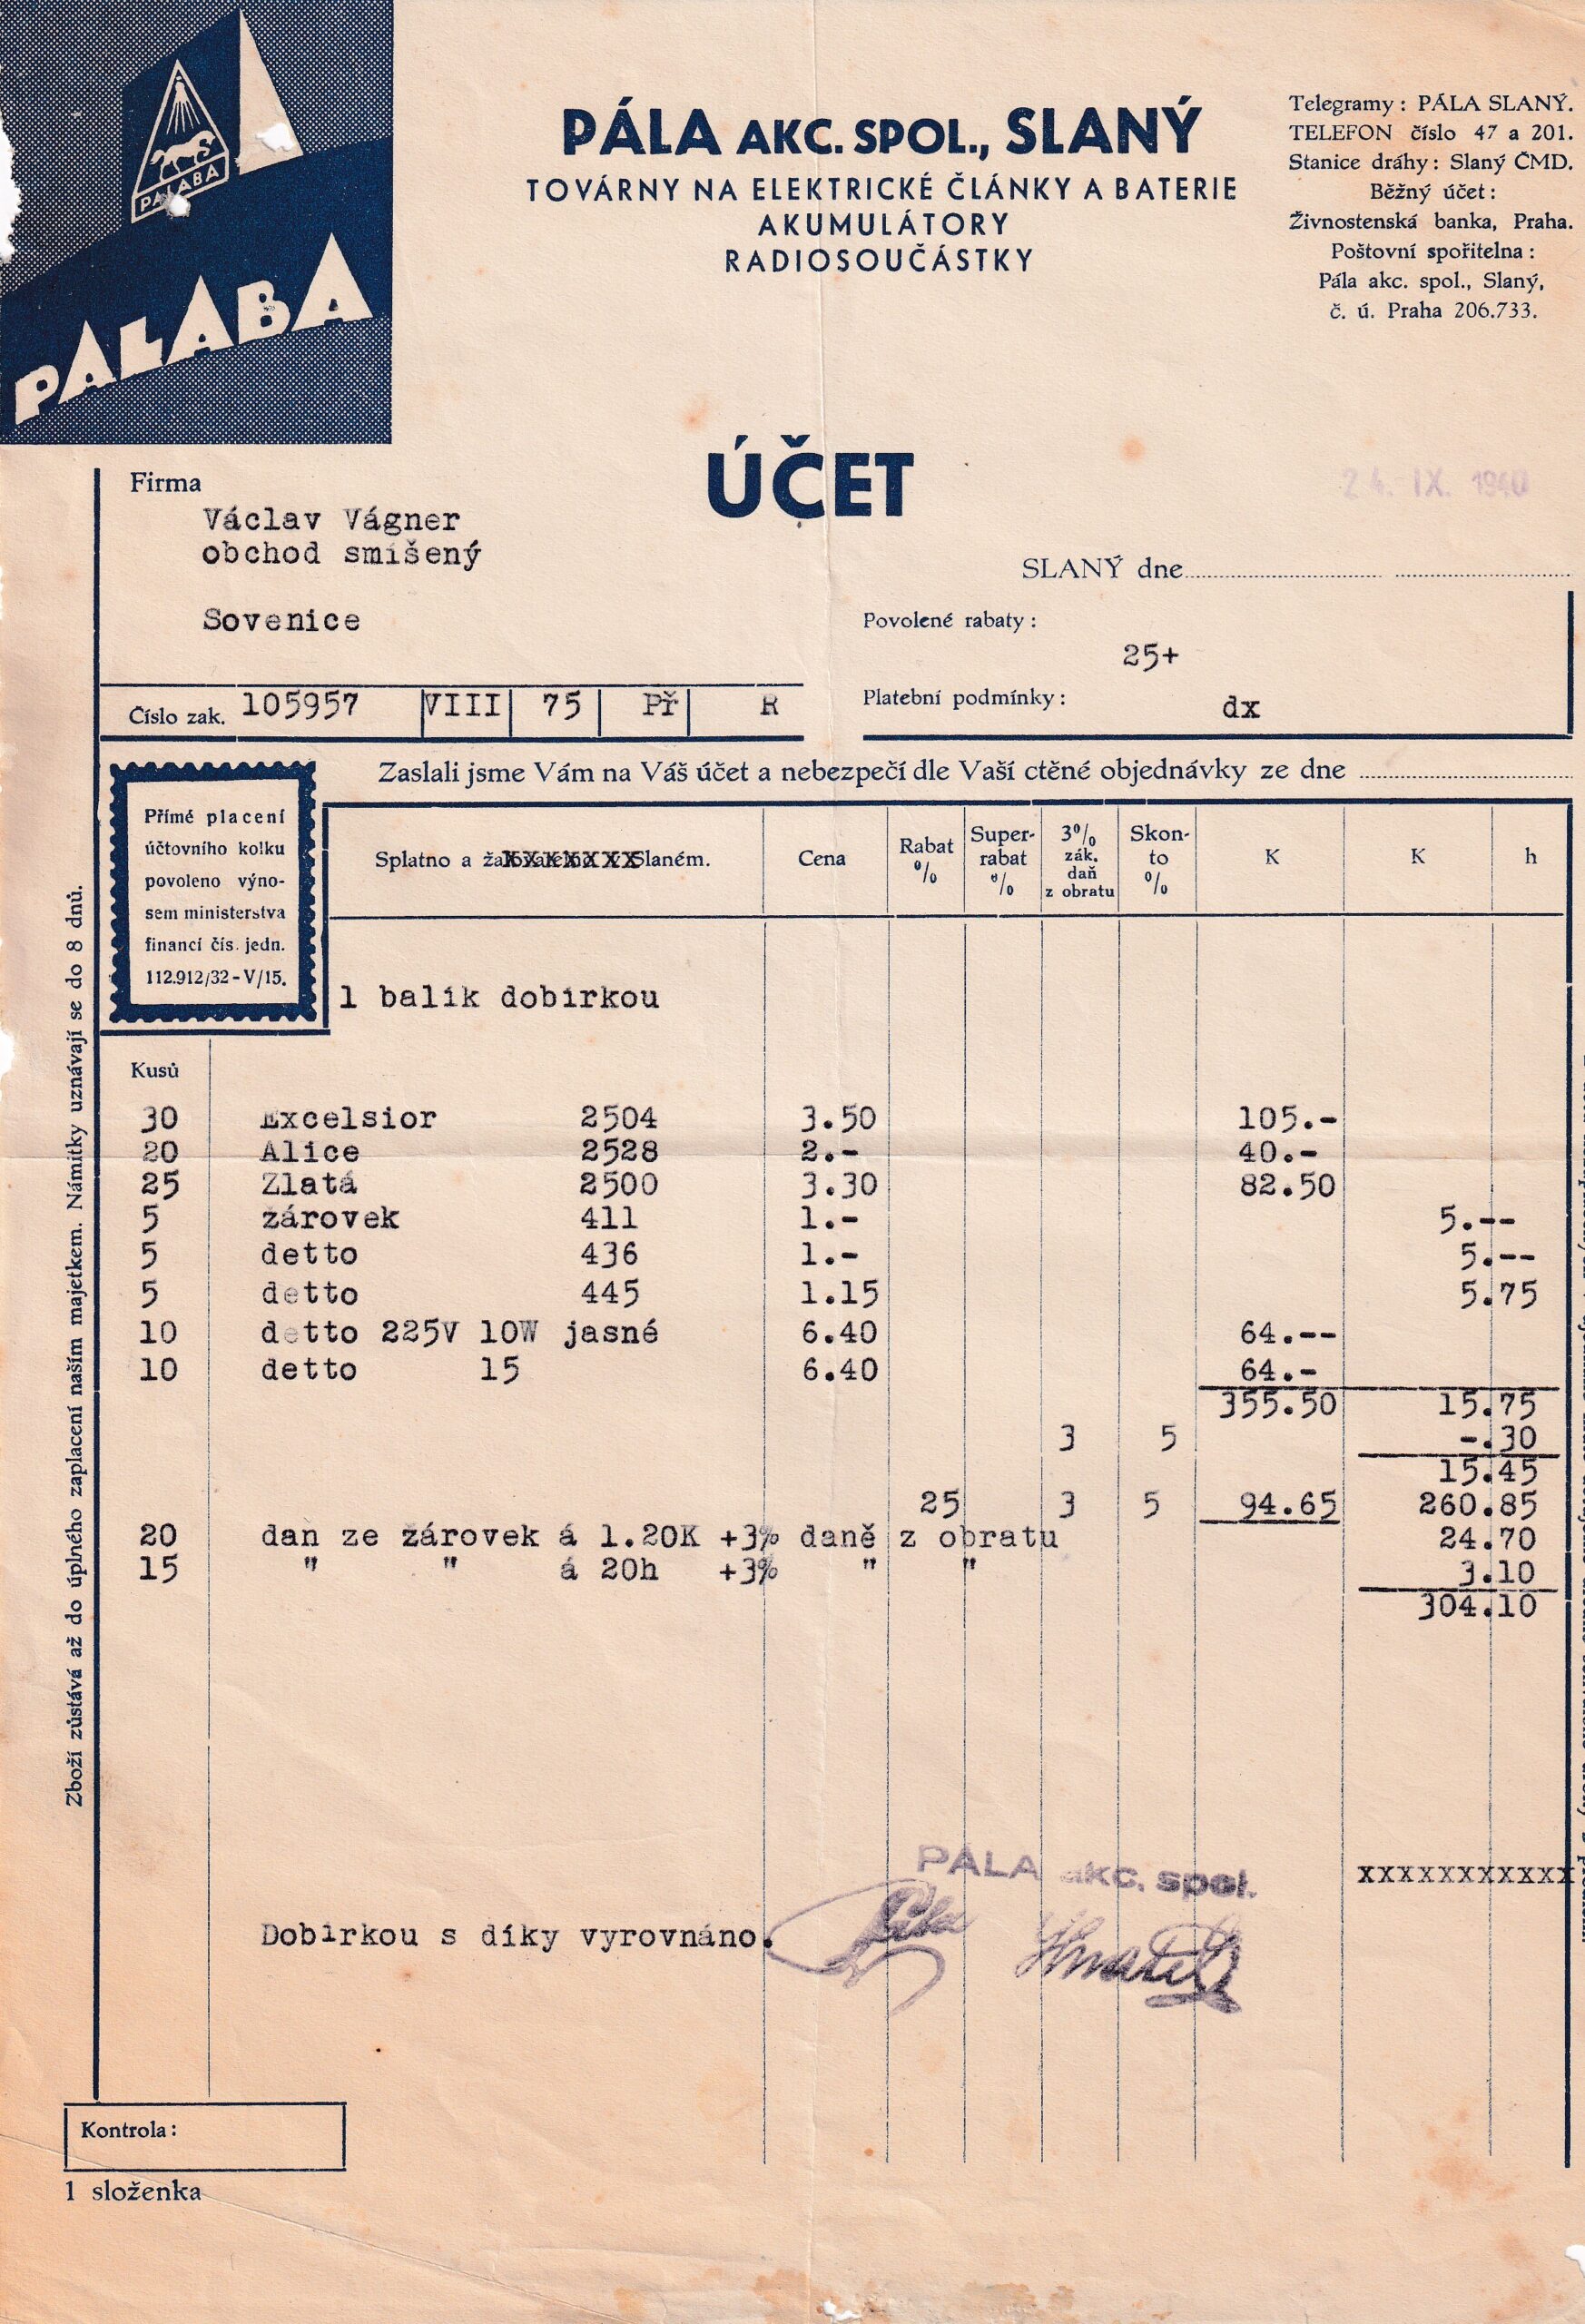 PALABA
PALABA
PÁLA AKC. SPOL., SLANÝ
TOVÁRNY NA ELEKTRICKÉ ČLÁNKY A BATERIE
AKUMULÁTORY
RADIOSOUČÁSTKY
Telegramy: PÁLA SLANÝ.
TELEFON číslo 47 a 201.
Stanice dráhy: Slaný ČMD.
Běžný účet:
Živnostenská banka, Praha.
Poštovní spořitelna:
Pála akc. spol., Slaný,
č. ú. Praha 206.733.
ÚČET
24. IX. 1940
Firma
Václav Vágner
obchod smíšený
Sovenice
SLANÝ dne
Povolené rabaty:
25+
Platební podmínky:
dx
Číslo zak. 105957 VIII 75 Př R
Zaslali jsme Vám na Váš účet a nebezpečí dle Vaší ctěné objednávky ze dne
Přímé placení
účtovního kolku
povoleno výno-
sem ministerstva
financí čís. jedn.
112.912/32-V/15.
Splatno a XXXXXXX Slaném.
Cena
Rabat %
Super-rabat %
3% zák. daň z obratu
Skon-to %
K
K h
1 balík dobírkou
Kusů
30 Excelsior 2504 3.50 105.-
20 Alice 2528 2.- 40.-
25 Zlatá 2500 3.30 82.50
5 žárovek 411 1.- 5.--
5 detto 436 1.- 5.--
5 detto 445 1.15 5.75
10 detto 225V 10W jasné 6.40 64.--
10 detto 15 6.40 64.-
355.50 15.75
3 5 -.30
15.45
25 3 5 94.65 260.85
20 dan ze žárovek á 1.20K +3% daně z obratu 24.70
15 " " á 20h +3% " " 3.10
304.10
PÁLA akc. spol.
XXXXXXXXXXX
Dobírkou s díky vyrovnáno.
Zboží zůstává až do úplného zaplacení naším majetkem. Námitky uznávají se do 8 dnů.
Kontrola:
1 složenka